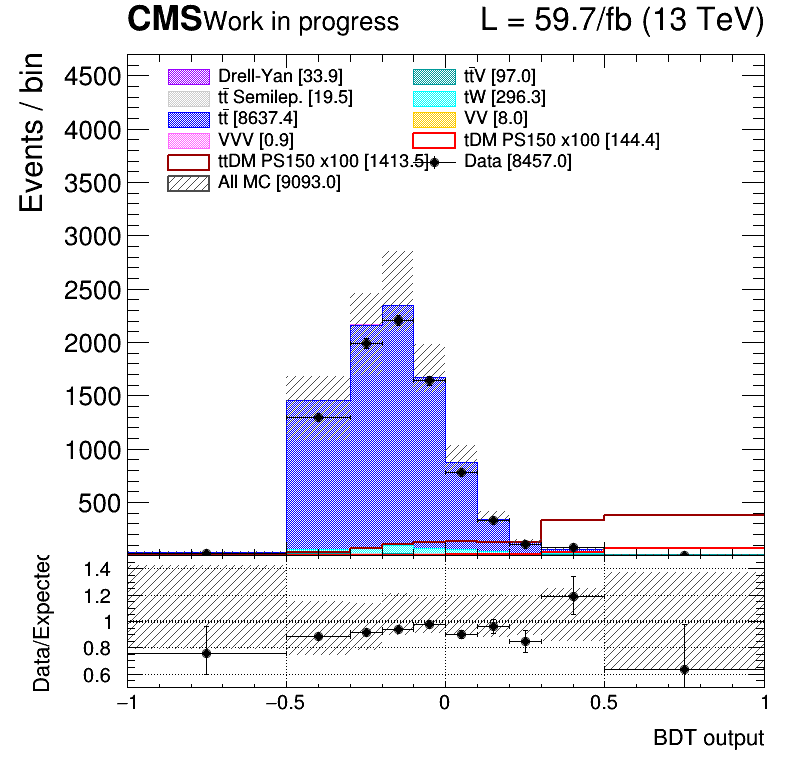 CMS Work in progress L = 59.7/fb (13 TeV)
Events / bin
4500
4000
3500
3000
2500
2000
1500
1000
500
Drell-Yan [33.9] tt̄V [97.0]
tt̄ Semilep. [19.5] tW [296.3]
tt̄ [8637.4] VV [8.0]
VVV [0.9] tDM PS150 x100 [144.4]
ttDM PS150 x100 [1413.5] Data [8457.0]
All MC [9093.0]
Data/Expected
1.4
1.2
1
0.8
0.6
−1 −0.5 0 0.5 1
BDT output